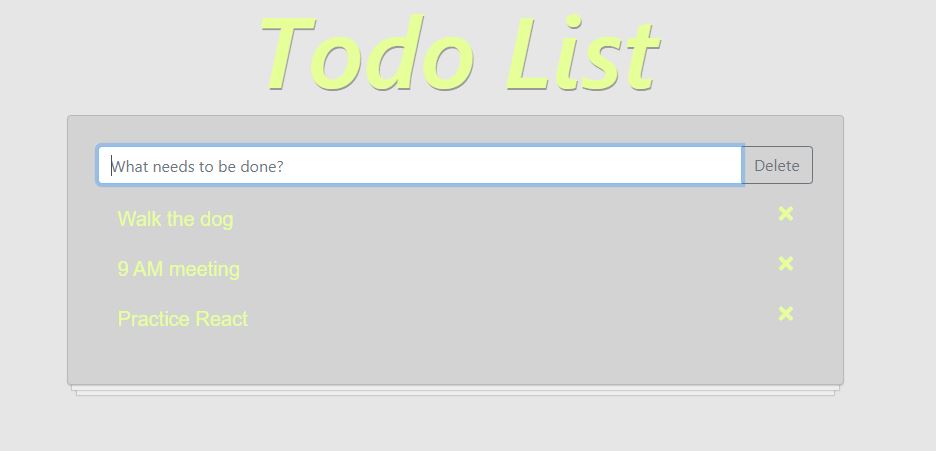 Todo List
What needs to be done?
Delete
Walk the dog
9 AM meeting
Practice React